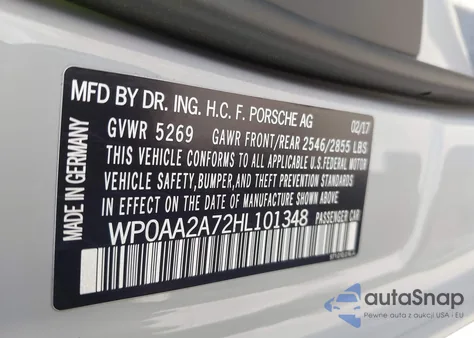 MFD BY DR. ING. H.C. F. PORSCHE AG 02/17
GVWR 5269 GAWR FRONT/REAR 2546/2855 LBS
THIS VEHICLE CONFORMS TO ALL APPLICABLE U.S.FEDERAL MOTOR
VEHICLE SAFETY,BUMPER,AND THEFT PREVENTION STANDARDS
IN EFFECT ON THE DATE OF MANUFACTURE SHOWN ABOVE.
WP0AA2A72HL101348 PASSENGER CAR
MADE IN GERMANY
autoSnap
Pewne auta z USA i EU